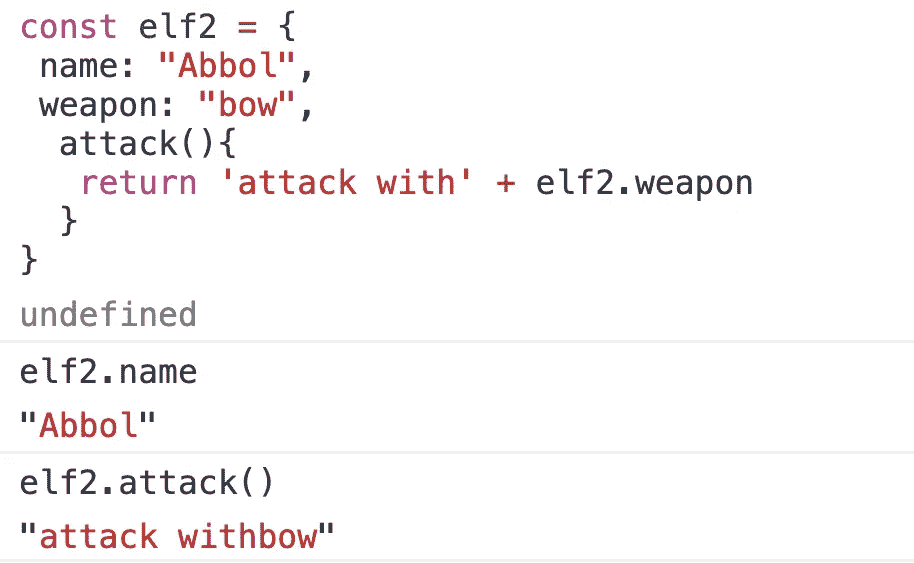 const elf2 = {
 name: "Abbol",
 weapon: "bow",
  attack(){
   return 'attack with' + elf2.weapon
  }
}
undefined
elf2.name
"Abbol"
elf2.attack()
"attack withbow"